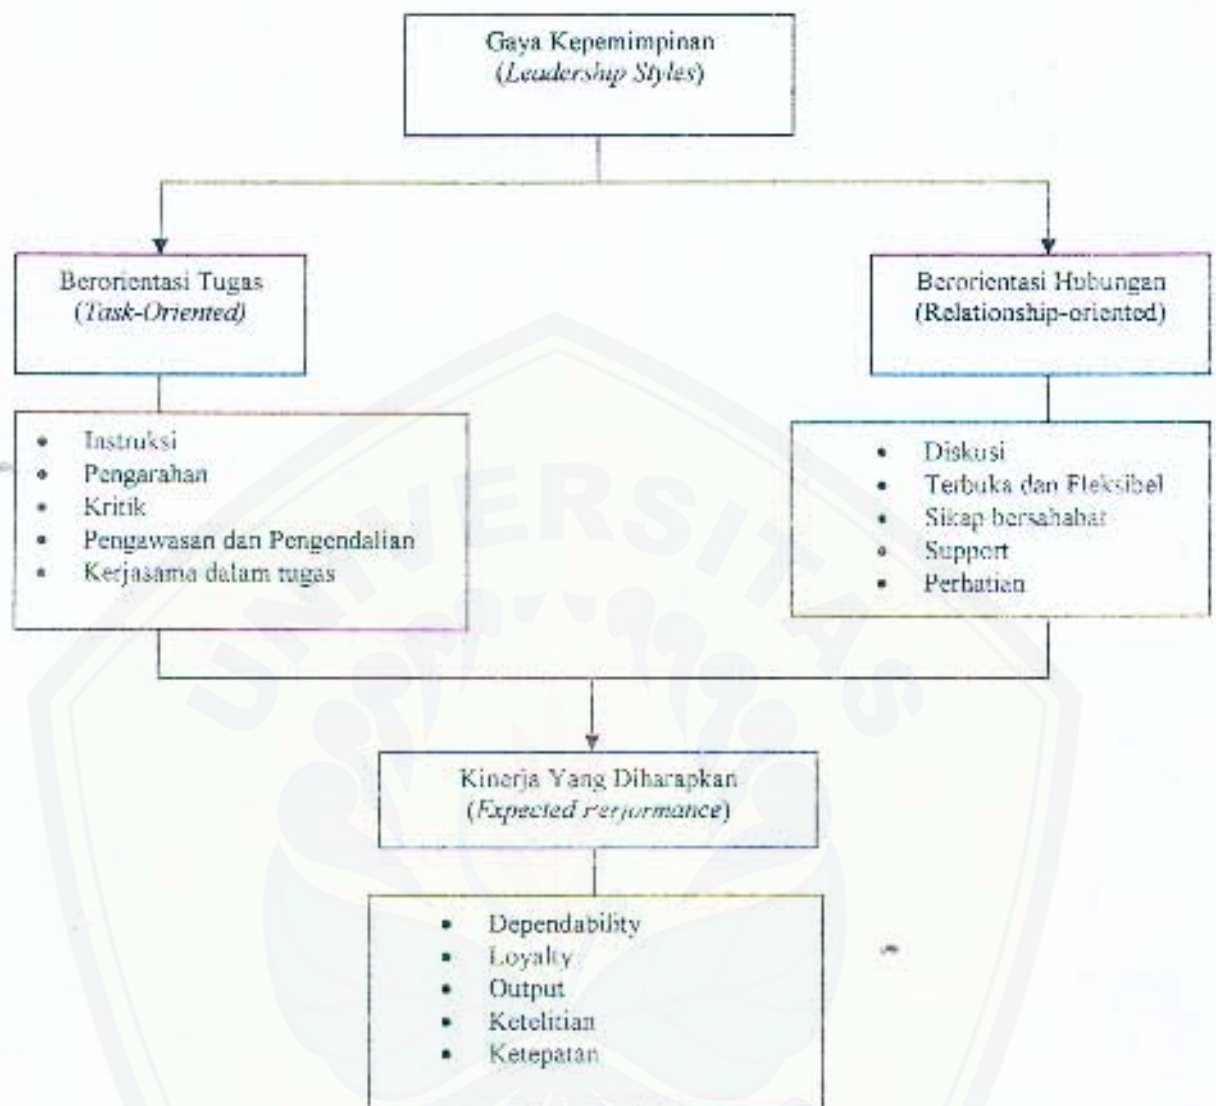 Gaya Kepemimpinan
(Leadership Styles)
Berorientasi Tugas
(Task-Oriented)
Berorientasi Hubungan
(Relationship-oriented)
• Instruksi
• Pengarahan
• Kritik
• Pengawasan dan Pengendalian
• Kerjasama dalam tugas
• Diskusi
• Terbuka dan Fleksibel
• Sikap bersahabat
• Support
• Perhatian
UNIVERSITAS
Kinerja Yang Diharapkan
(Expected Performance)
• Dependability
• Loyalty
• Output
• Ketelitian
• Ketepatan